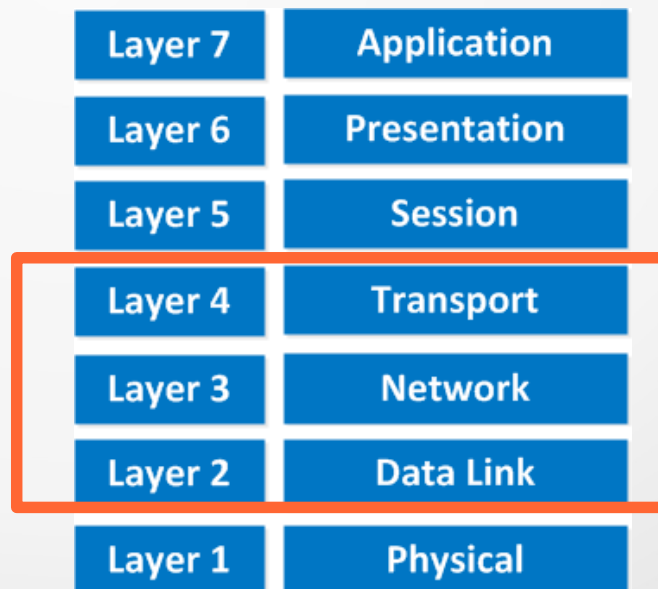 Layer 7 Application
Layer 6 Presentation
Layer 5 Session
Layer 4 Transport
Layer 3 Network
Layer 2 Data Link
Layer 1 Physical